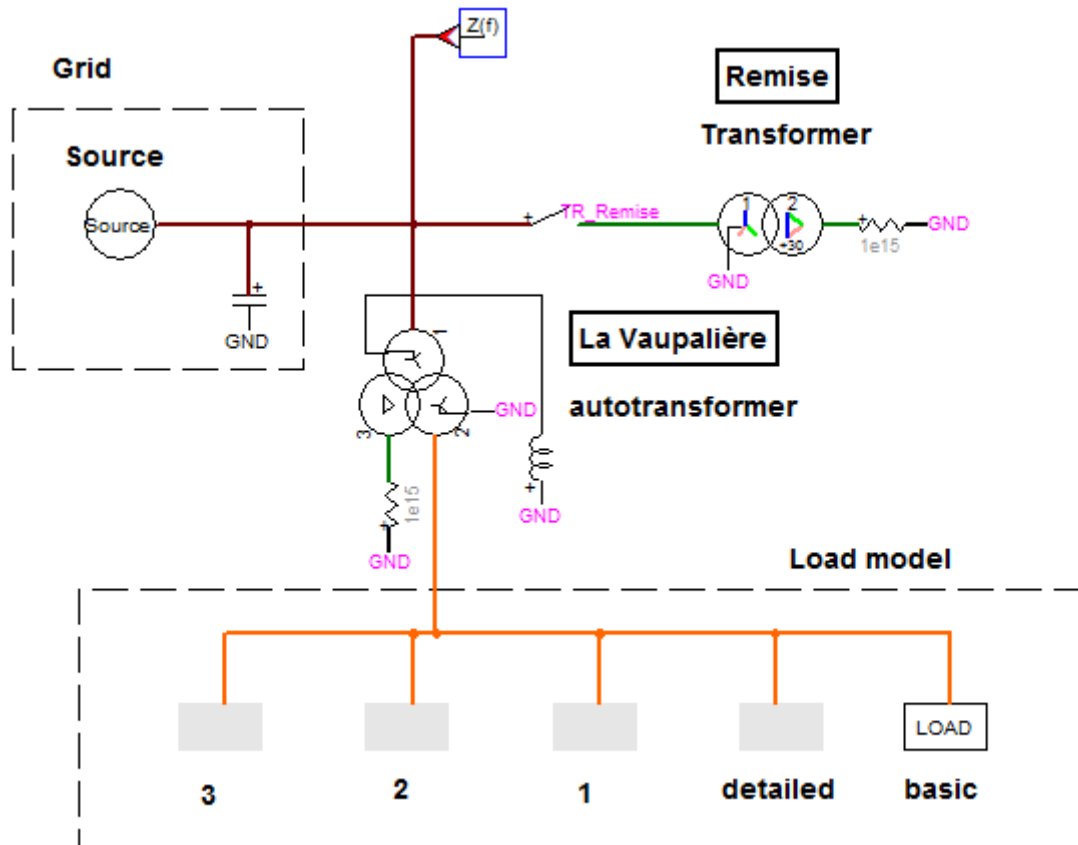 Z(f)
Grid
Remise
Transformer
Source
Source
+
GND
+
TR_Remise
1
2
+30
+
1e15
GND
GND
La Vaupalière
autotransformer
1
2
3
GND
+
1e15
GND
+
GND
Load model
LOAD
3
2
1
detailed
basic